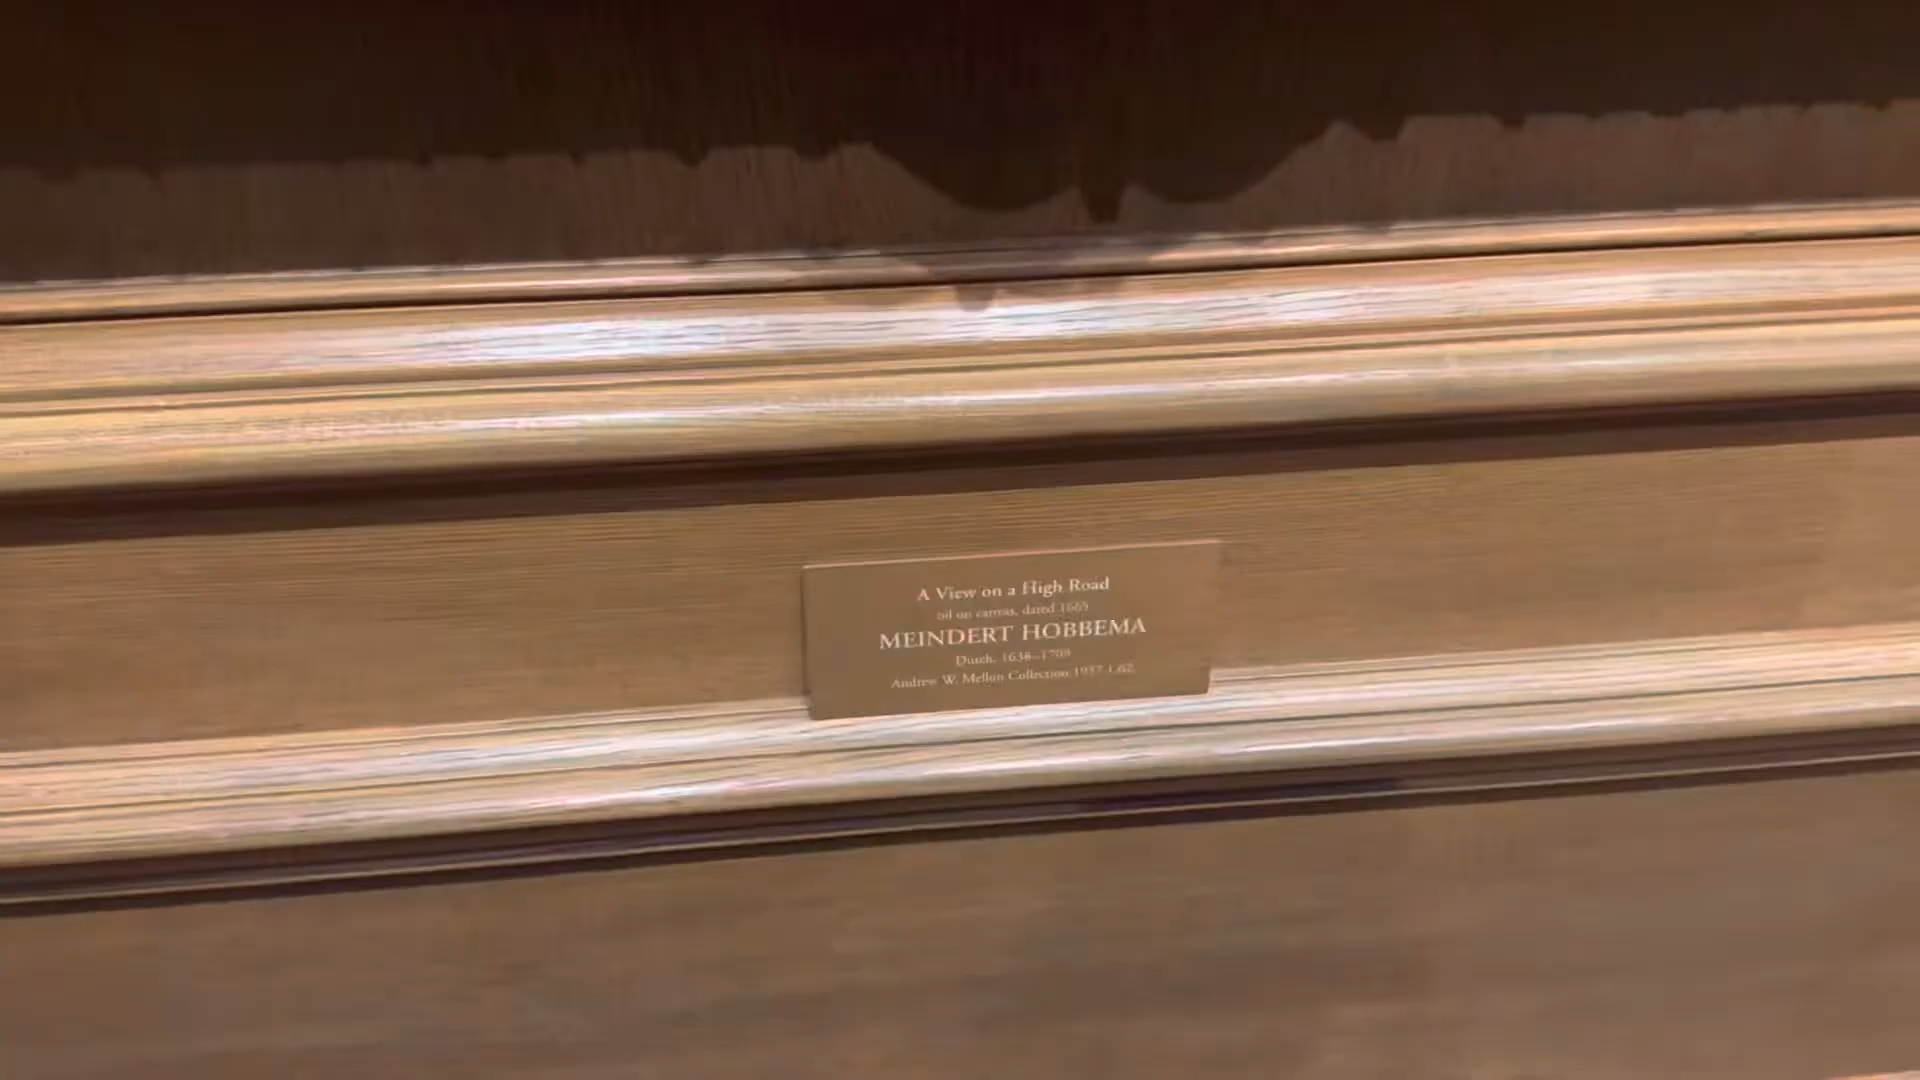 A View on a High Road
oil on canvas, dated 1665
MEINDERT HOBBEMA
Dutch, 1638–1709
Andrew W. Mellon Collection 1937.1.62